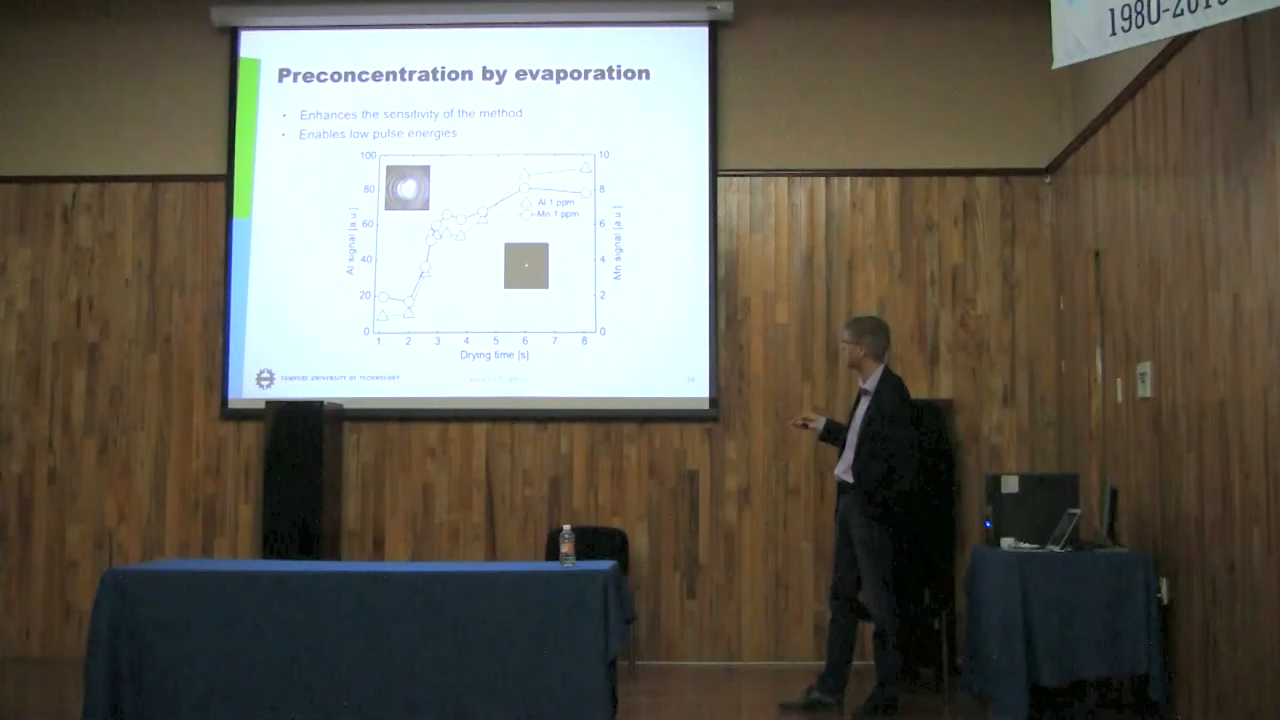 1980-201
Preconcentration by evaporation
• Enhances the sensitivity of the method
• Enables low pulse energies
100
80
60
40
20
0
Al signal [a.u.]
10
8
6
4
2
0
Mn signal [a.u.]
Al 1 ppm
Mn 1 ppm
1 2 3 4 5 6 7 8
Drying time [s]
TAMPERE UNIVERSITY OF TECHNOLOGY